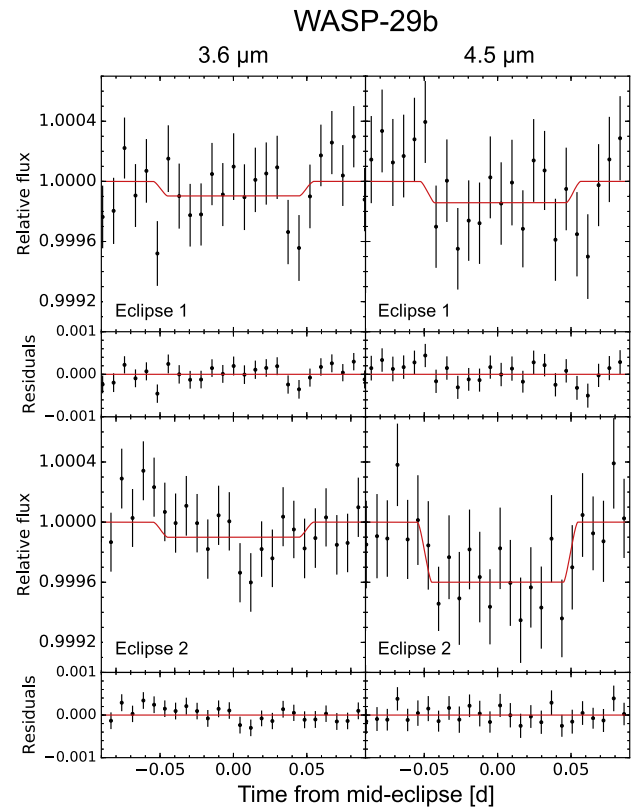 WASP-29b
3.6 μm 4.5 μm
1.0004
1.0000
0.9996
0.9992
Relative flux
Eclipse 1 Eclipse 1
0.001
0.000
−0.001
Residuals
1.0004
1.0000
0.9996
0.9992
Relative flux
Eclipse 2 Eclipse 2
0.001
0.000
−0.001
Residuals
−0.05 0.00 0.05 −0.05 0.00 0.05
Time from mid-eclipse [d]